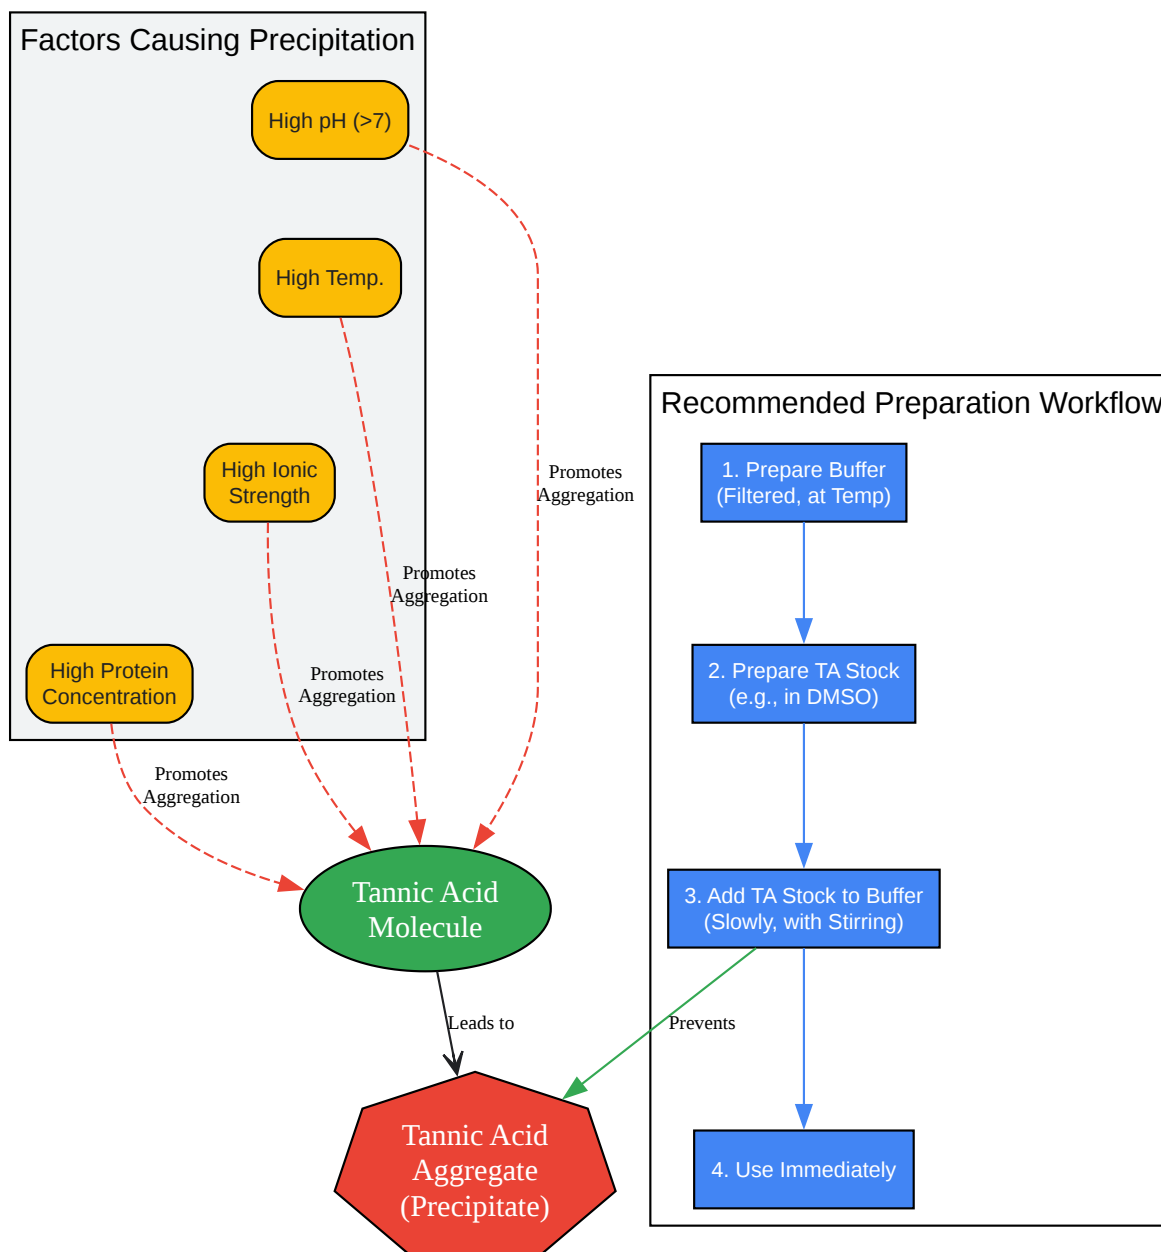 Factors Causing Precipitation
High pH (>7)
High Temp.
High Ionic
Strength
High Protein
Concentration
Promotes
Aggregation
Promotes
Aggregation
Promotes
Aggregation
Promotes
Aggregation
Tannic Acid
Molecule
Leads to
Tannic Acid
Aggregate
(Precipitate)
Prevents
Recommended Preparation Workflow
1. Prepare Buffer
(Filtered, at Temp)
2. Prepare TA Stock
(e.g., in DMSO)
3. Add TA Stock to Buffer
(Slowly, with Stirring)
4. Use Immediately